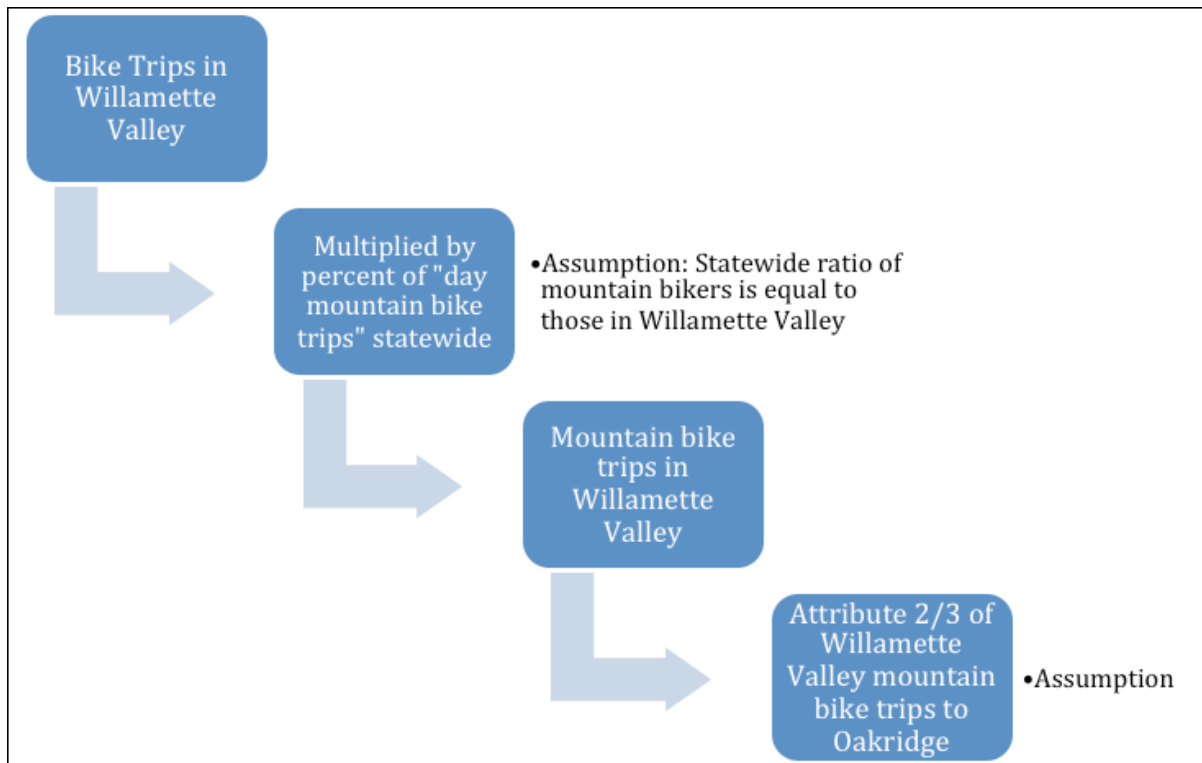 Bike Trips in
Willamette
Valley
Multiplied by
percent of "day
mountain bike
trips" statewide
•Assumption: Statewide ratio of
mountain bikers is equal to
those in Willamette Valley
Mountain bike
trips in
Willamette
Valley
Attribute 2/3 of
Willamette
Valley mountain
bike trips to
Oakridge
•Assumption